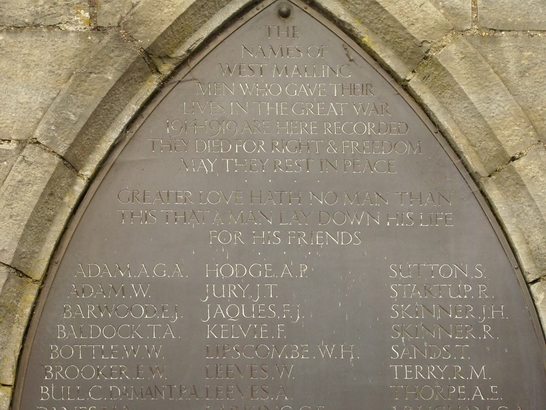 THE
NAMES OF
WEST MALLING
MEN WHO GAVE THEIR
LIVES IN THE GREAT WAR
1914-1919 ARE HERE RECORDED
THEY DIED FOR RIGHT & FREEDOM
MAY THEY REST IN PEACE
GREATER LOVE HATH NO MAN THAN
THIS THAT A MAN LAY DOWN HIS LIFE
FOR HIS FRIENDS
ADAM.A.G.A. HODGE.A.P. SUTTON.S.
ADAM.W. JURY.J.T. STARTUP.R.
BARWOOD.E.J. JAQUES.F.J. SKINNER.J.H.
BALDOCK.T.A. KELVIE.F. SKINNER.R.
BOTTLE.W.W. LIPSCOMBE.W.H. SANDS.T.
BROOKER.E.W. LEEVES.W. TERRY.R.M.
BULL.C. LEEVES.A. THORPE.A.E.